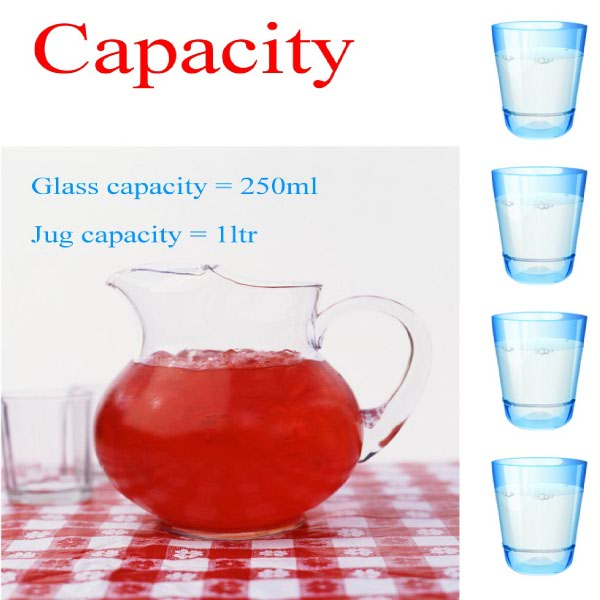 Capacity
Glass capacity = 250ml
Jug capacity = 1ltr